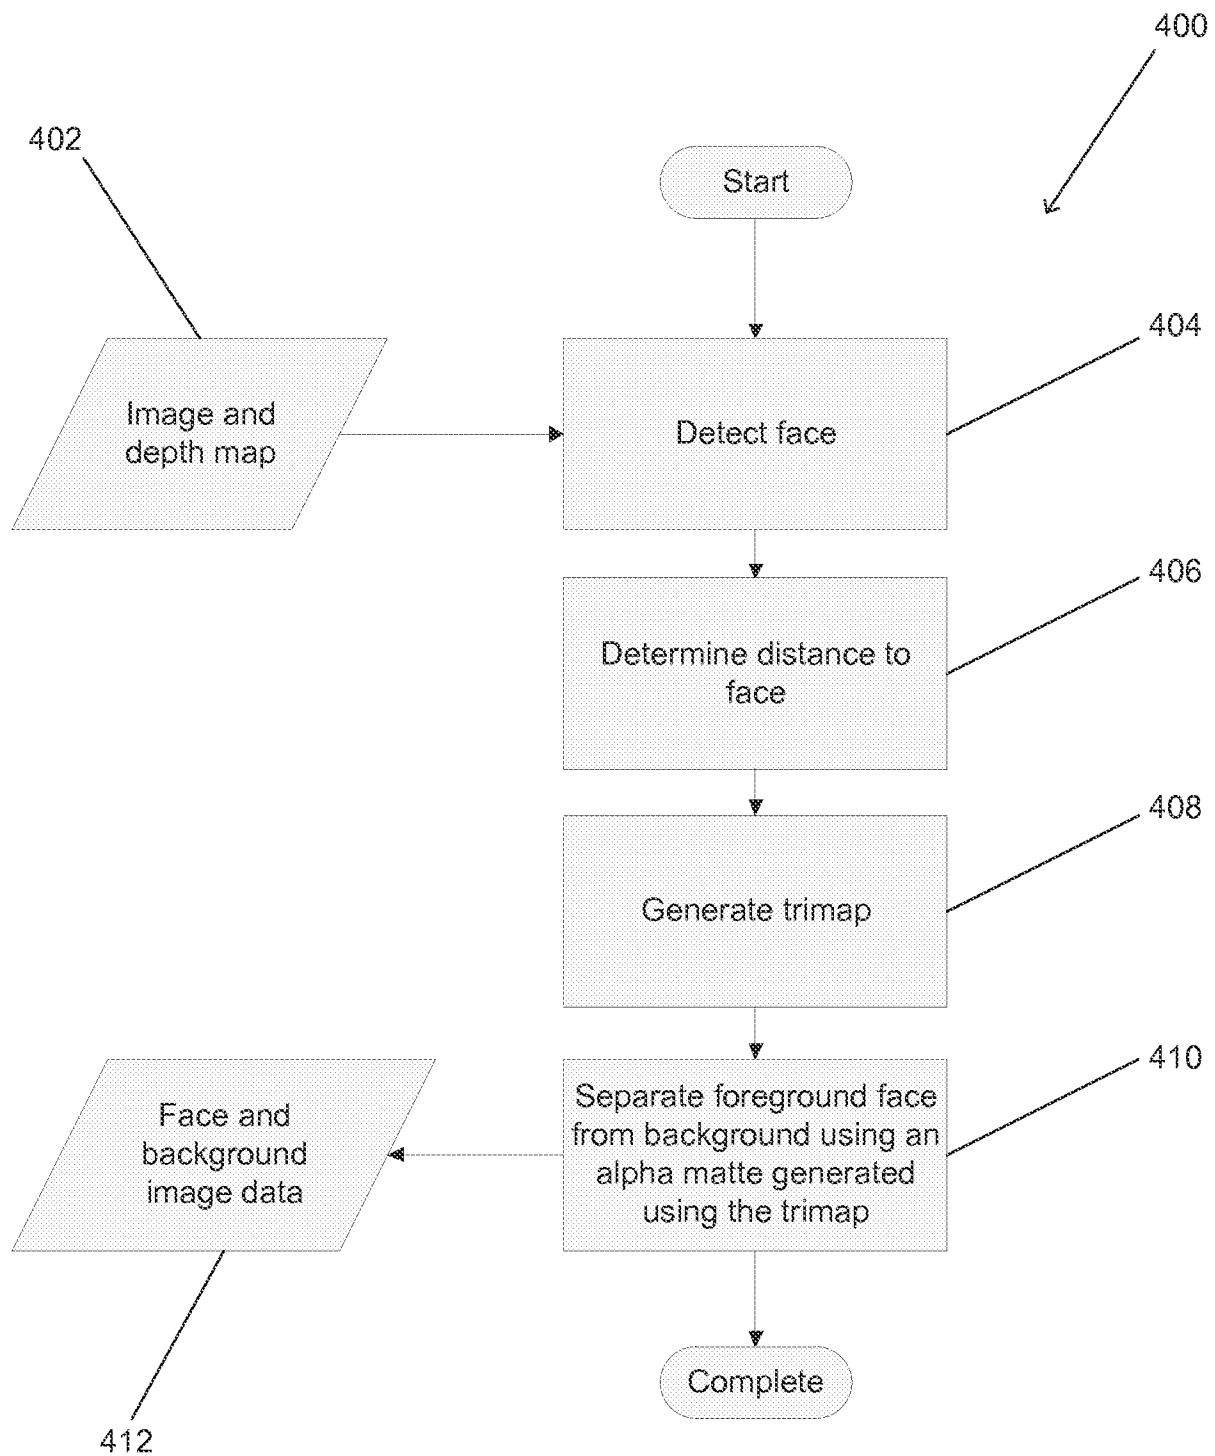 400
402
Start
404
Image and
depth map
Detect face
406
Determine distance to
face
408
Generate trimap
410
Separate foreground face
from background using an
alpha matte generated
using the trimap
Face and
background
image data
Complete
412